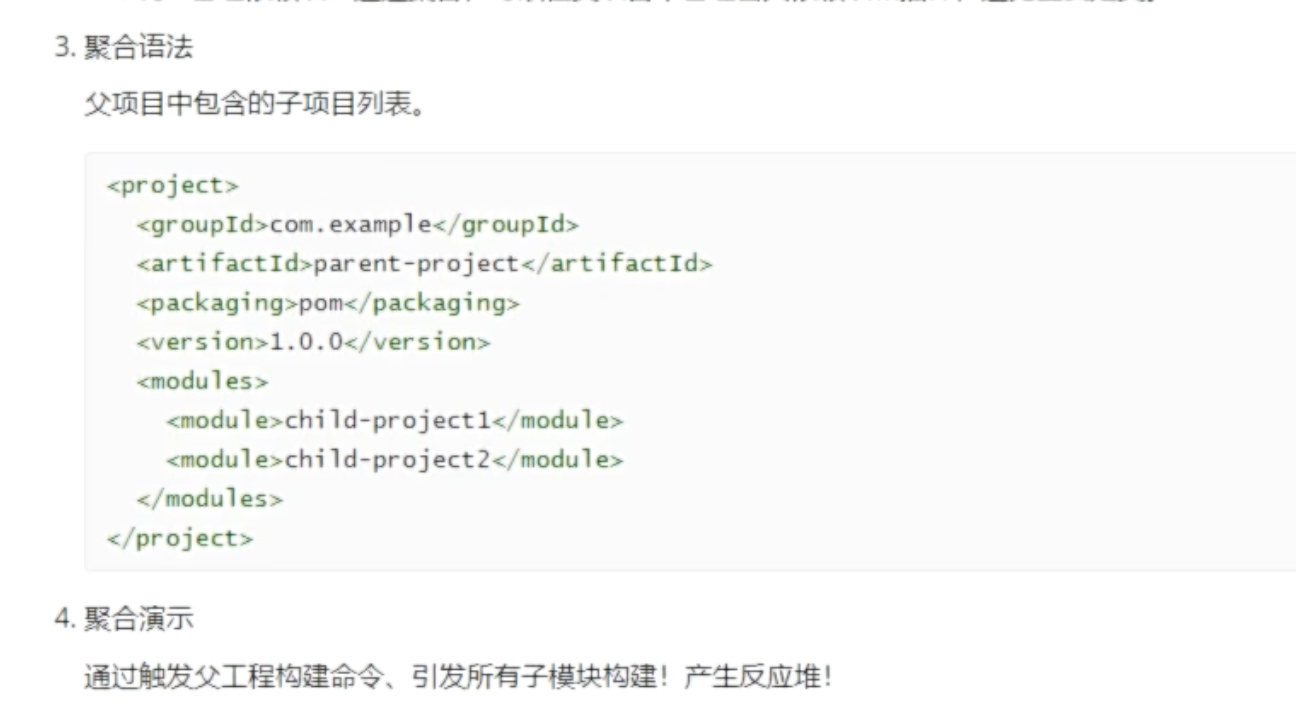 3. 聚合语法
父项目中包含的子项目列表。
<project>
  <groupId>com.example</groupId>
  <artifactId>parent-project</artifactId>
  <packaging>pom</packaging>
  <version>1.0.0</version>
  <modules>
    <module>child-project1</module>
    <module>child-project2</module>
  </modules>
</project>
4. 聚合演示
通过触发父工程构建命令、引发所有子模块构建！产生反应堆！